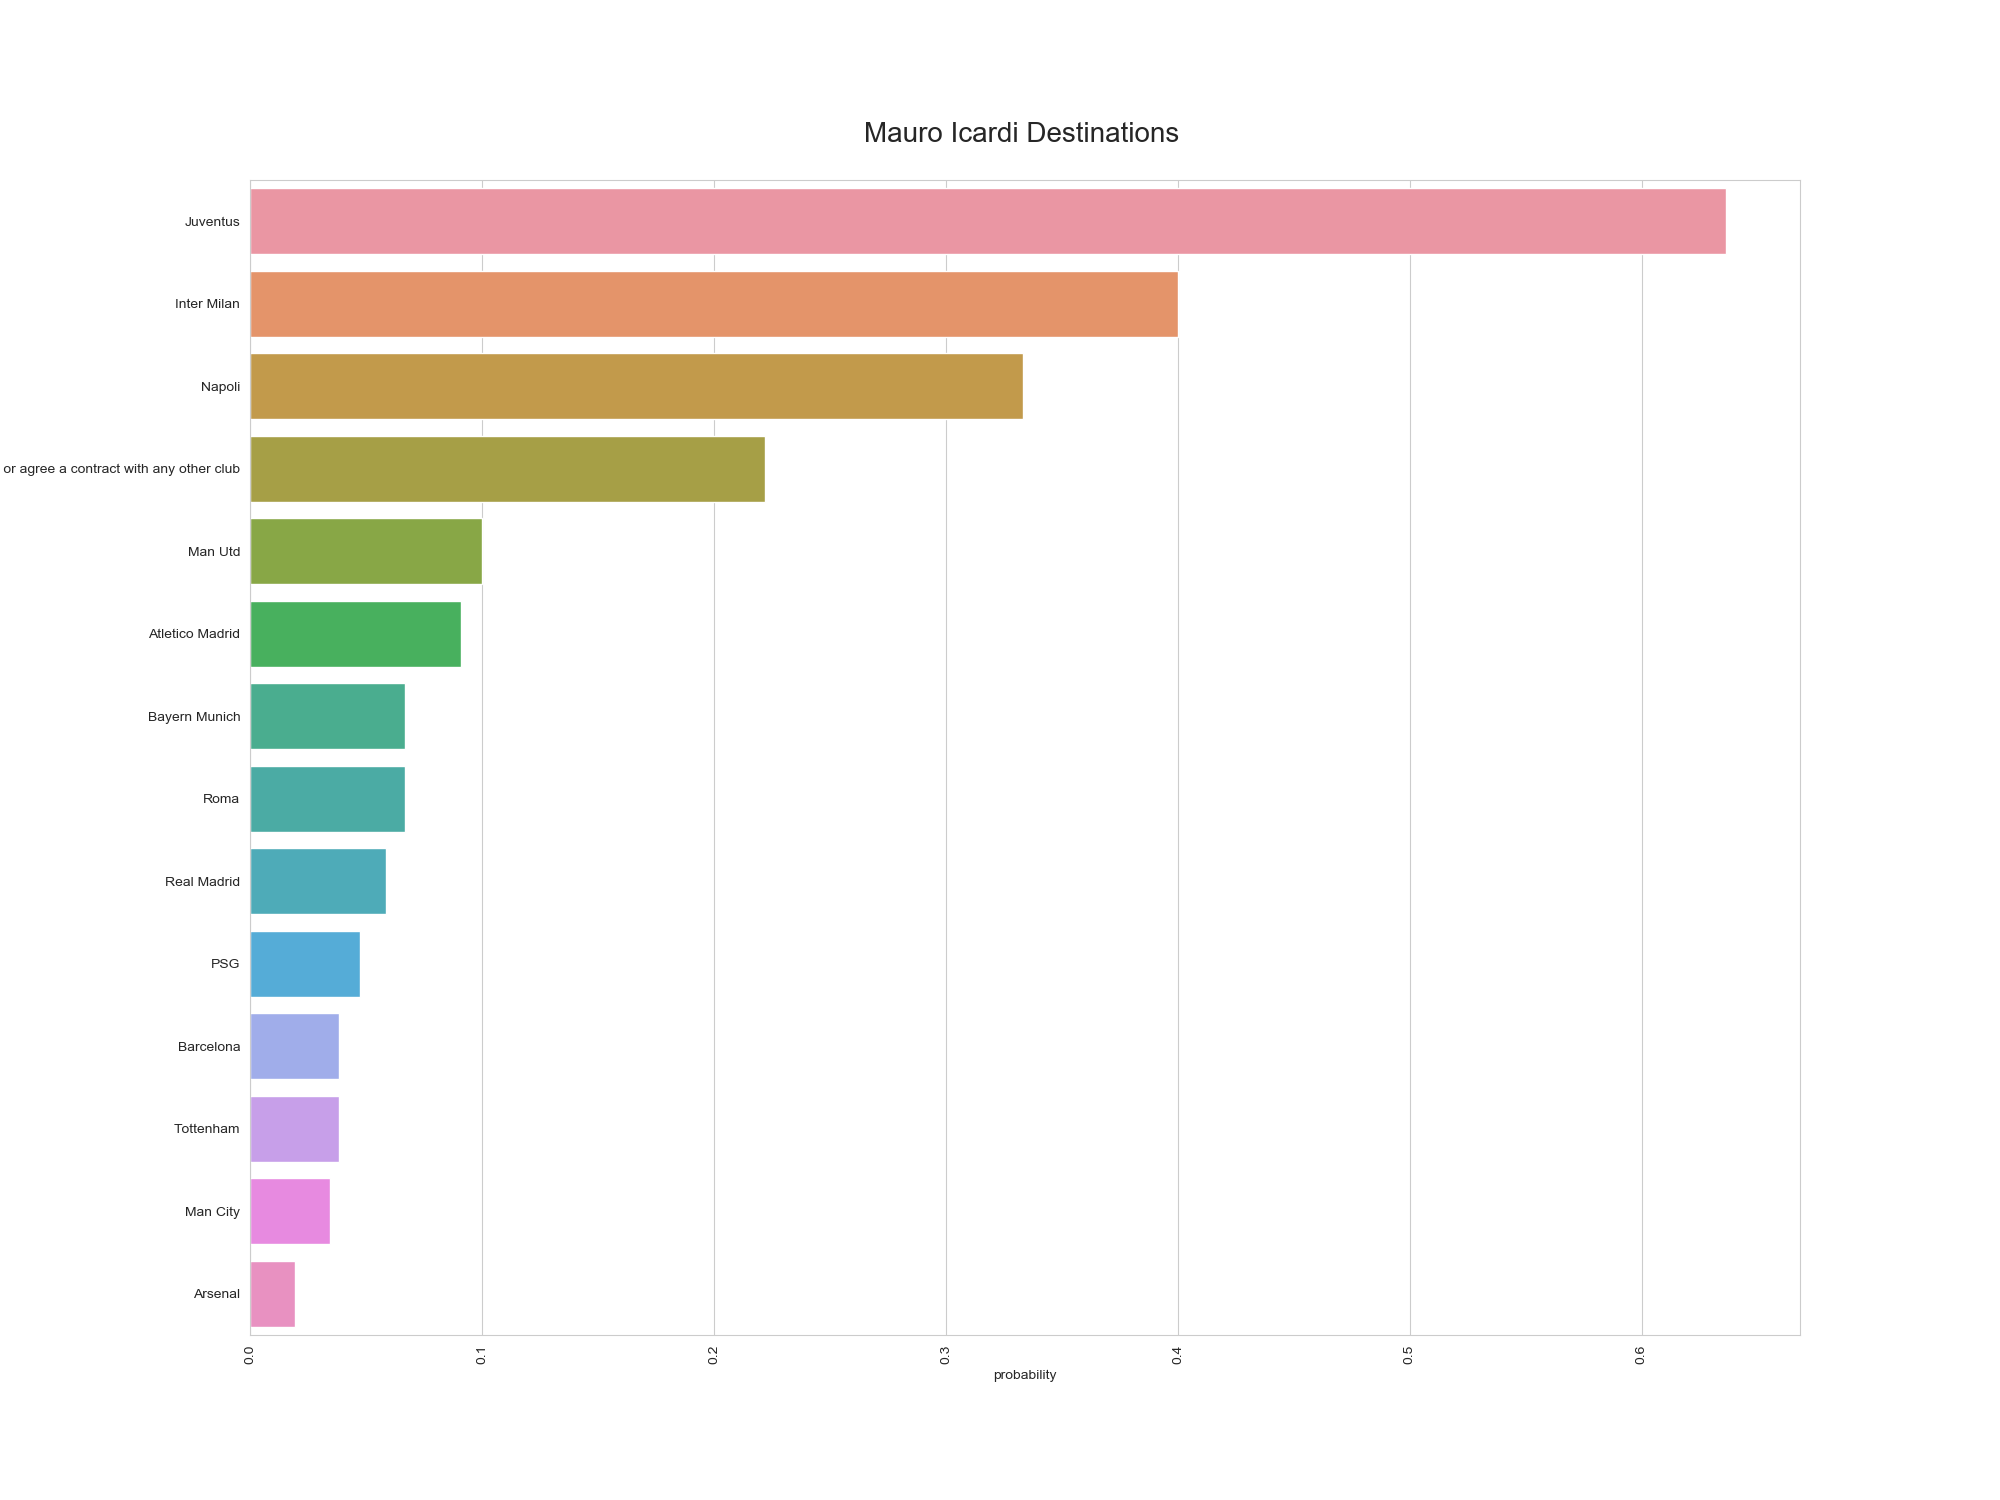 Mauro Icardi Destinations
Juventus
Inter Milan
Napoli
or agree a contract with any other club
Man Utd
Atletico Madrid
Bayern Munich
Roma
Real Madrid
PSG
Barcelona
Tottenham
Man City
Arsenal
0.0 0.1 0.2 0.3 0.4 0.5 0.6
probability